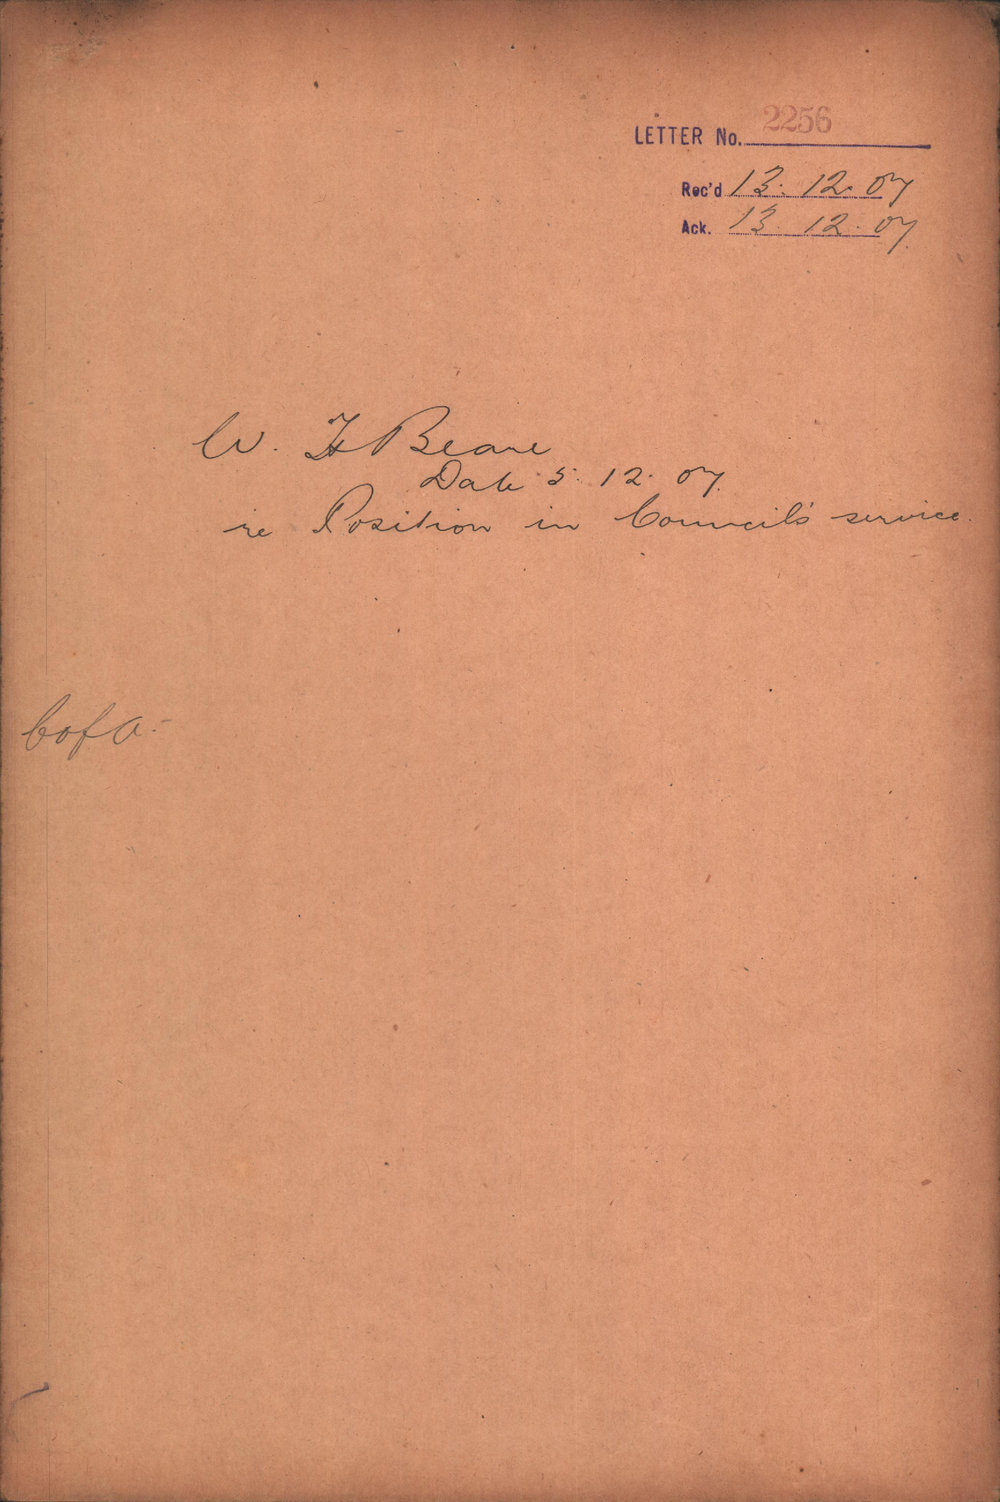 LETTER No. 2256
Rec'd 13. 12. 07
Ack. 13. 12. 07.
W. H Beare
Date 5. 12. 07.
re Position in Council's service.
C of A.